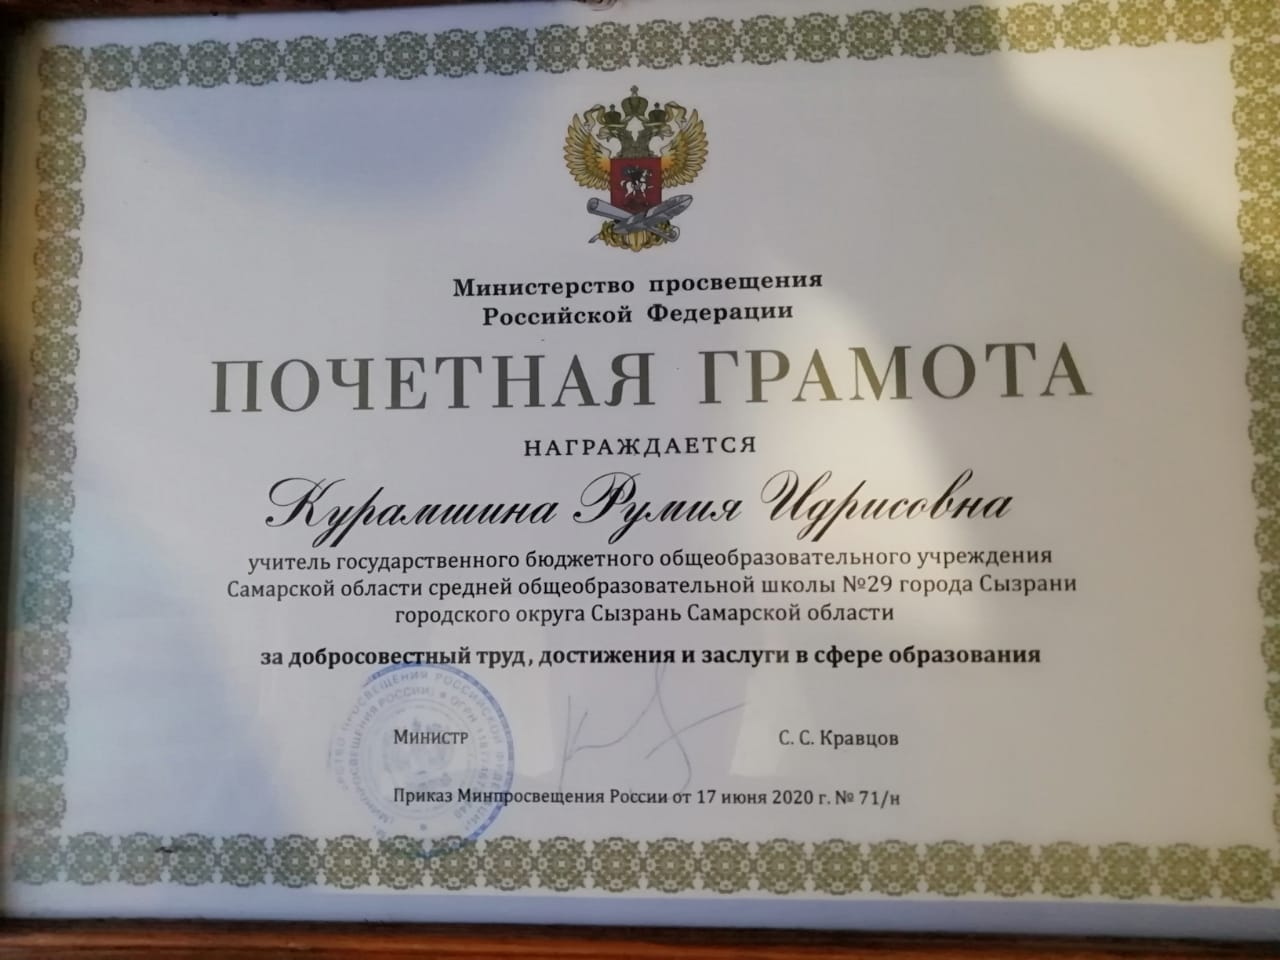 Министерство просвещения
Российской Федерации
ПОЧЕТНАЯ ГРАМОТА
НАГРАЖДАЕТСЯ
Курамшина Румия Идрисовна
учитель государственного бюджетного общеобразовательного учреждения
Самарской области средней общеобразовательной школы №29 города Сызрани
городского округа Сызрань Самарской области
за добросовестный труд, достижения и заслуги в сфере образования
Министр
С. С. Кравцов
Приказ Минпросвещения России от 17 июня 2020 г. № 71/н